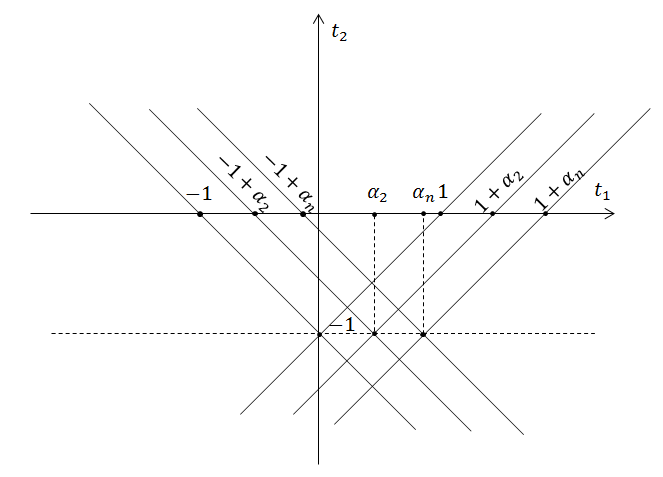 t₂
−1
−1 + α₂
−1 + αₙ
α₂
αₙ
1
1 + α₂
1 + αₙ
t₁
−1